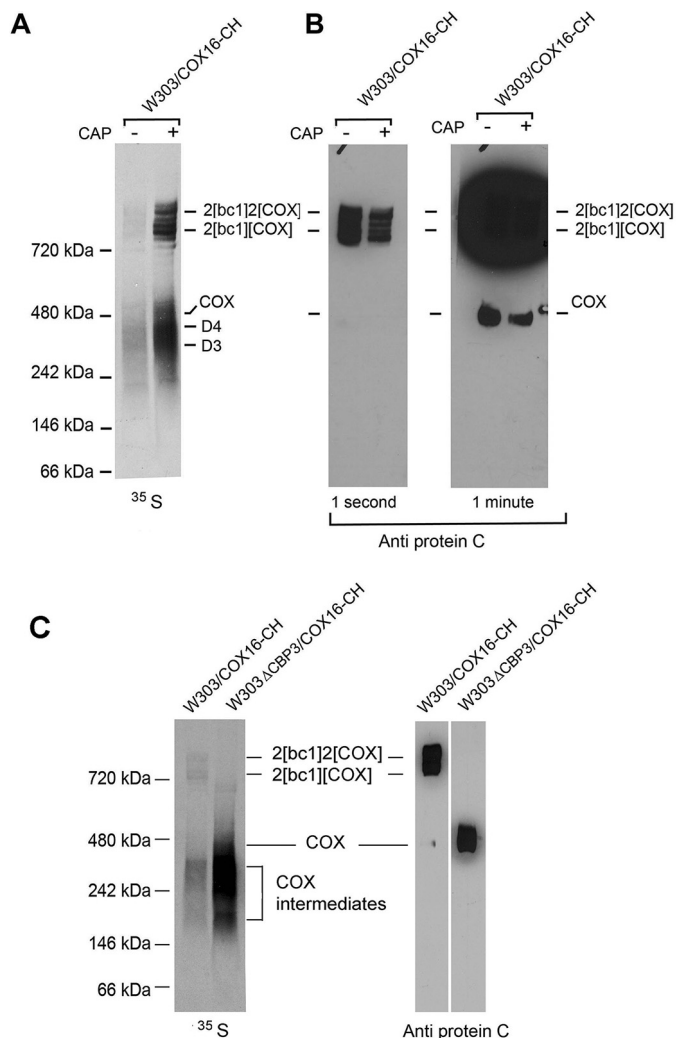 A
W303/COX16-CH
CAP - +
2[bc1]2[COX]
2[bc1][COX]
720 kDa
480 kDa
COX
D4
D3
242 kDa
146 kDa
66 kDa
35 S
B
W303/COX16-CH
W303/COX16-CH
CAP - +
CAP - +
2[bc1]2[COX]
2[bc1][COX]
COX
1 second
1 minute
Anti protein C
C
W303/COX16-CH
W303ΔCBP3/COX16-CH
W303/COX16-CH
W303ΔCBP3/COX16-CH
2[bc1]2[COX]
2[bc1][COX]
720 kDa
480 kDa
COX
COX
intermediates
242 kDa
146 kDa
66 kDa
35 S
Anti protein C